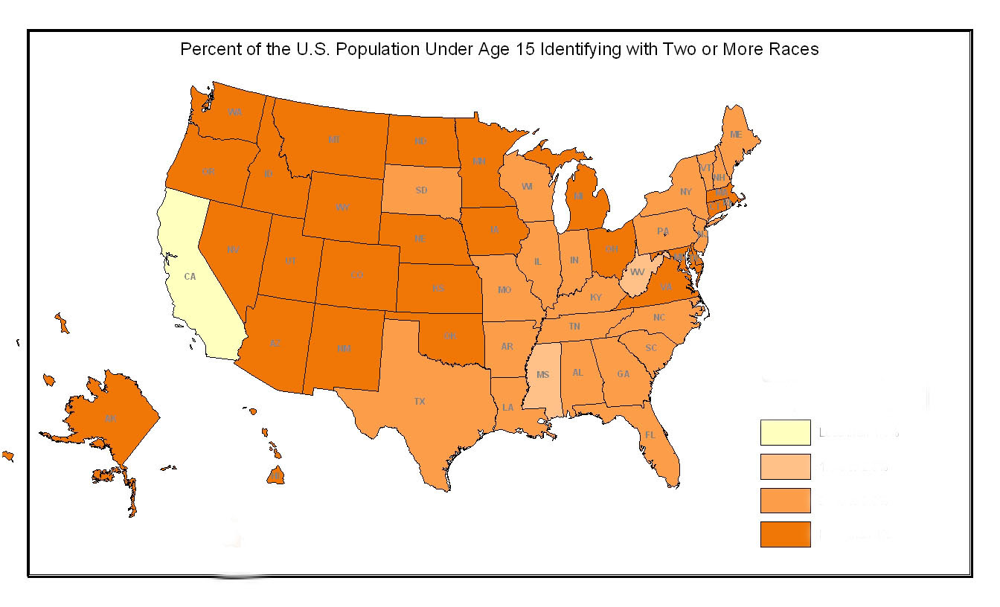 Percent of the U.S. Population Under Age 15 Identifying with Two or More Races
WA
MT
ND
MN
ME
OR
ID
SD
WI
MI
VT
NH
NY
MA
CT
RI
WY
NE
IA
PA
NJ
NV
UT
CO
KS
MO
IL
IN
OH
WV
VA
MD
CA
KY
TN
NC
SC
AZ
NM
OK
AR
MS
AL
GA
TX
LA
FL
AK
HI